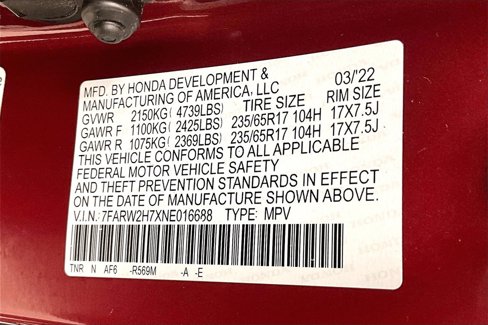 MFD. BY HONDA DEVELOPMENT & 03/'22
MANUFACTURING OF AMERICA, LLC
GVWR 2150KG( 4739LBS) TIRE SIZE RIM SIZE
GAWR F 1100KG( 2425LBS) 235/65R17 104H 17X7.5J
GAWR R 1075KG( 2369LBS) 235/65R17 104H 17X7.5J
THIS VEHICLE CONFORMS TO ALL APPLICABLE
FEDERAL MOTOR VEHICLE SAFETY
AND THEFT PREVENTION STANDARDS IN EFFECT
ON THE DATE OF MANUFACTURE SHOWN ABOVE.
V.I.N.: 7FARW2H7XNE016688 TYPE: MPV
TNR N AF6 -R569M -A -E